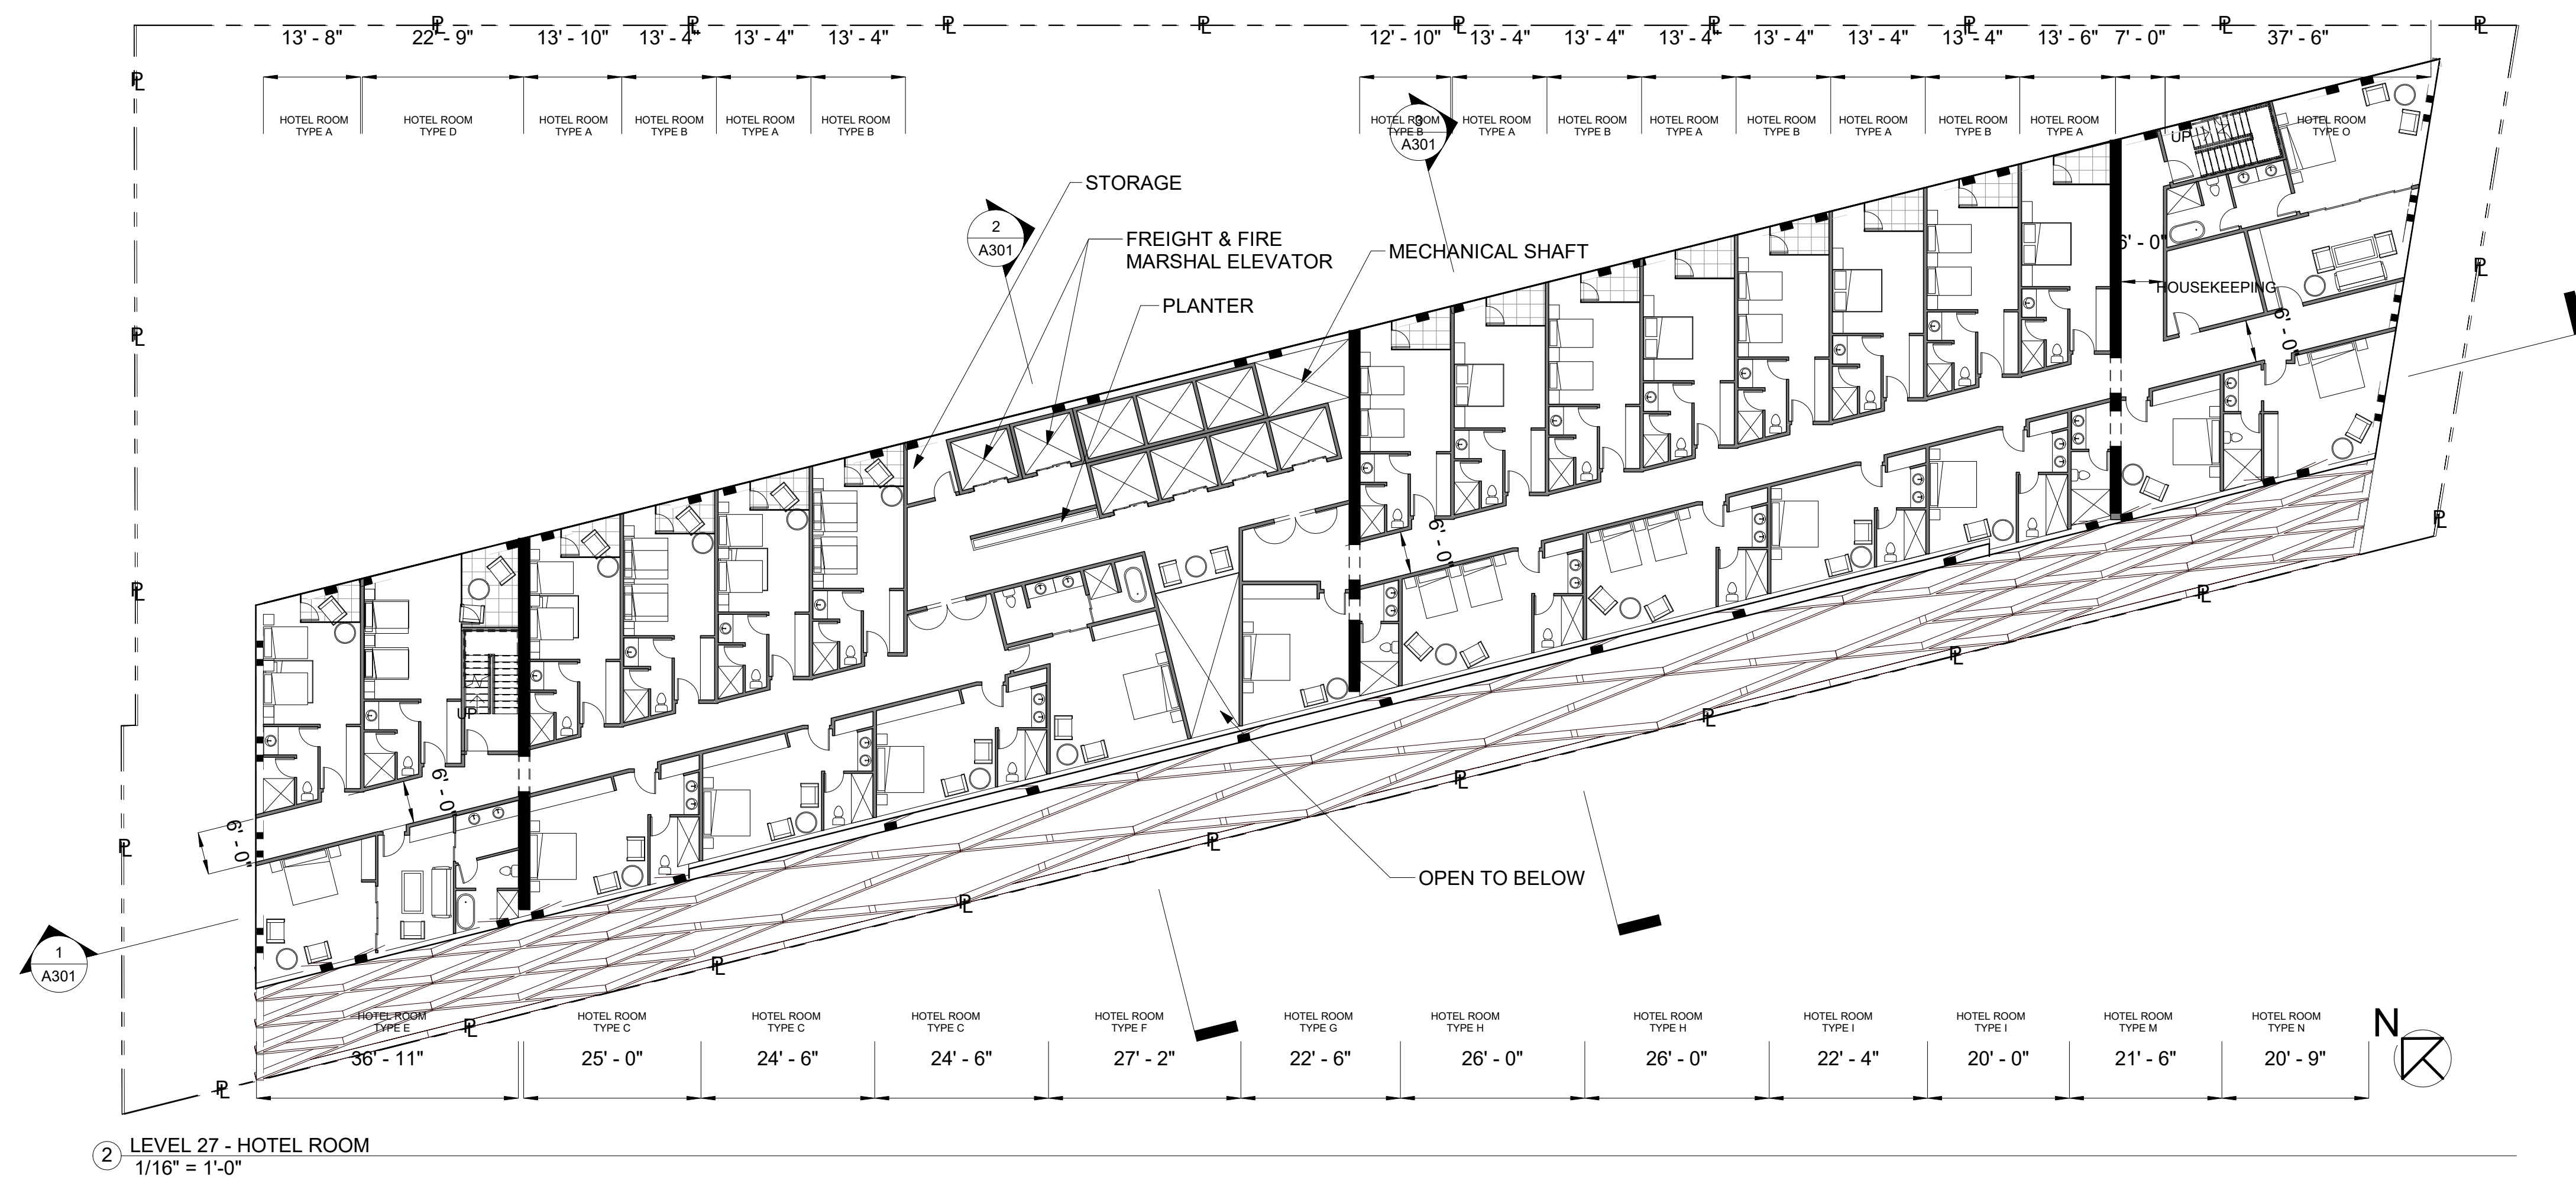 13' - 8" 22' - 9" 13' - 10" 13' - 4" 13' - 4" 13' - 4" 12' - 10" 13' - 4" 13' - 4" 13' - 4" 13' - 4" 13' - 4" 13' - 4" 13' - 6" 7' - 0" 37' - 6"
HOTEL ROOM TYPE A
HOTEL ROOM TYPE D
HOTEL ROOM TYPE A
HOTEL ROOM TYPE B
HOTEL ROOM TYPE A
HOTEL ROOM TYPE B
HOTEL ROOM TYPE B
HOTEL ROOM TYPE A
HOTEL ROOM TYPE B
HOTEL ROOM TYPE A
HOTEL ROOM TYPE B
HOTEL ROOM TYPE A
HOTEL ROOM TYPE B
HOTEL ROOM TYPE A
HOTEL ROOM TYPE O
3
A301
UP
STORAGE
2
A301
FREIGHT & FIRE
MARSHAL ELEVATOR
MECHANICAL SHAFT
PLANTER
6' - 0"
HOUSEKEEPING
6' - 0"
6' - 0"
UP
6' - 0"
6' - 0"
OPEN TO BELOW
1
A301
HOTEL ROOM TYPE E
HOTEL ROOM TYPE C
HOTEL ROOM TYPE C
HOTEL ROOM TYPE C
HOTEL ROOM TYPE F
HOTEL ROOM TYPE G
HOTEL ROOM TYPE H
HOTEL ROOM TYPE H
HOTEL ROOM TYPE I
HOTEL ROOM TYPE I
HOTEL ROOM TYPE M
HOTEL ROOM TYPE N
N
36' - 11" 25' - 0" 24' - 6" 24' - 6" 27' - 2" 22' - 6" 26' - 0" 26' - 0" 22' - 4" 20' - 0" 21' - 6" 20' - 9"
2
LEVEL 27 - HOTEL ROOM
1/16" = 1'-0"